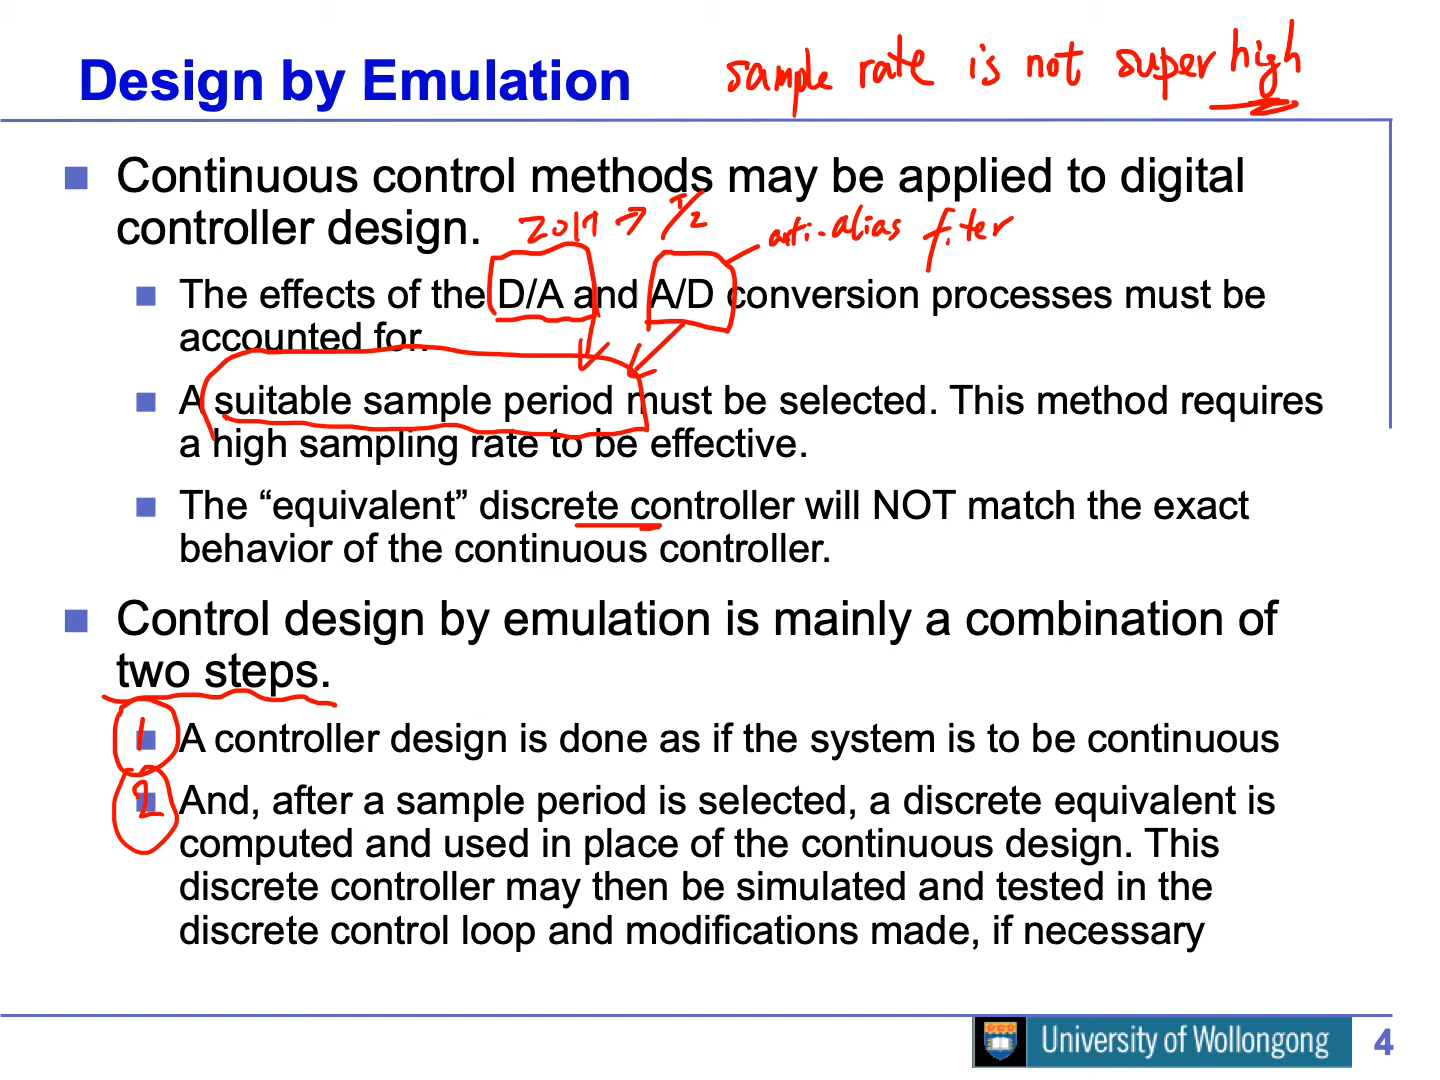 Design by Emulation
sample rate is not super high
Continuous control methods may be applied to digital
controller design.
→ T/2
anti-alias filter
The effects of the D/A and A/D conversion processes must be
accounted for.
A suitable sample period must be selected. This method requires
a high sampling rate to be effective.
The “equivalent” discrete controller will NOT match the exact
behavior of the continuous controller.
Control design by emulation is mainly a combination of
two steps.
1
A controller design is done as if the system is to be continuous
2
And, after a sample period is selected, a discrete equivalent is
computed and used in place of the continuous design. This
discrete controller may then be simulated and tested in the
discrete control loop and modifications made, if necessary
University of Wollongong
4